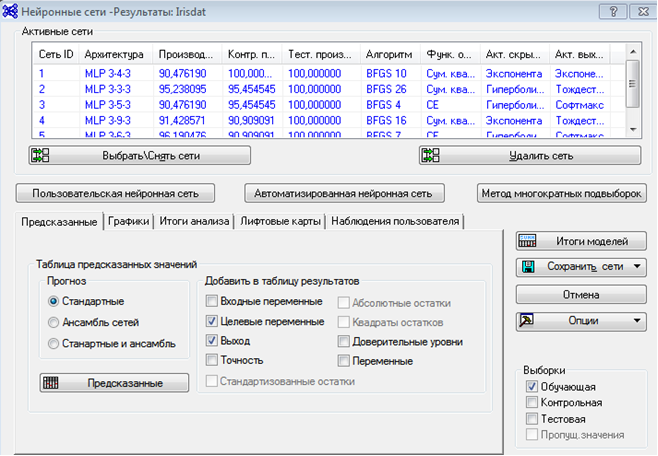 Нейронные сети -Результаты: Irisdat
Активные сети
Сеть ID Архитектура Производ... Контр. п... Тест. произ... Алгоритм Функ. о... Акт. скры... Акт. вых...
1 MLP 3-4-3 90,476190 100,000... 100,000000 BFGS 10 Сум. ква... Экспонента Экспоне...
2 MLP 3-3-3 95,238095 95,454545 100,000000 BFGS 26 Сум. ква... Гиперболи... Тождест...
3 MLP 3-5-3 90,476190 95,454545 100,000000 BFGS 4 CE Гиперболи... Софтмакс
4 MLP 3-9-3 91,428571 90,909091 100,000000 BFGS 16 Сум. ква... Экспонента Тождест...
5 MLP 3-6-3 96,190476 90,909091 100,000000 BFGS 7 CE Гиперболи... Софтмакс
Выбрать\Снять сети Удалить сеть
Пользовательская нейронная сеть Автоматизированная нейронная сеть Метод многократных подвыборок
Предсказанные Графики Итоги анализа Лифтовые карты Наблюдения пользователя
Таблица предсказанных значений
Прогноз
Стандартные
Ансамбль сетей
Станартные и ансамбль
Предсказанные
Добавить в таблицу результатов
Входные переменные Абсолютные остатки
Целевые переменные Квадраты остатков
Выход Доверительные уровни
Точность Переменные
Стандартизованные остатки
Итоги моделей
Сохранить сети
Отмена
Опции
Выборки
Обучающая
Контрольная
Тестовая
Пропущ.значения